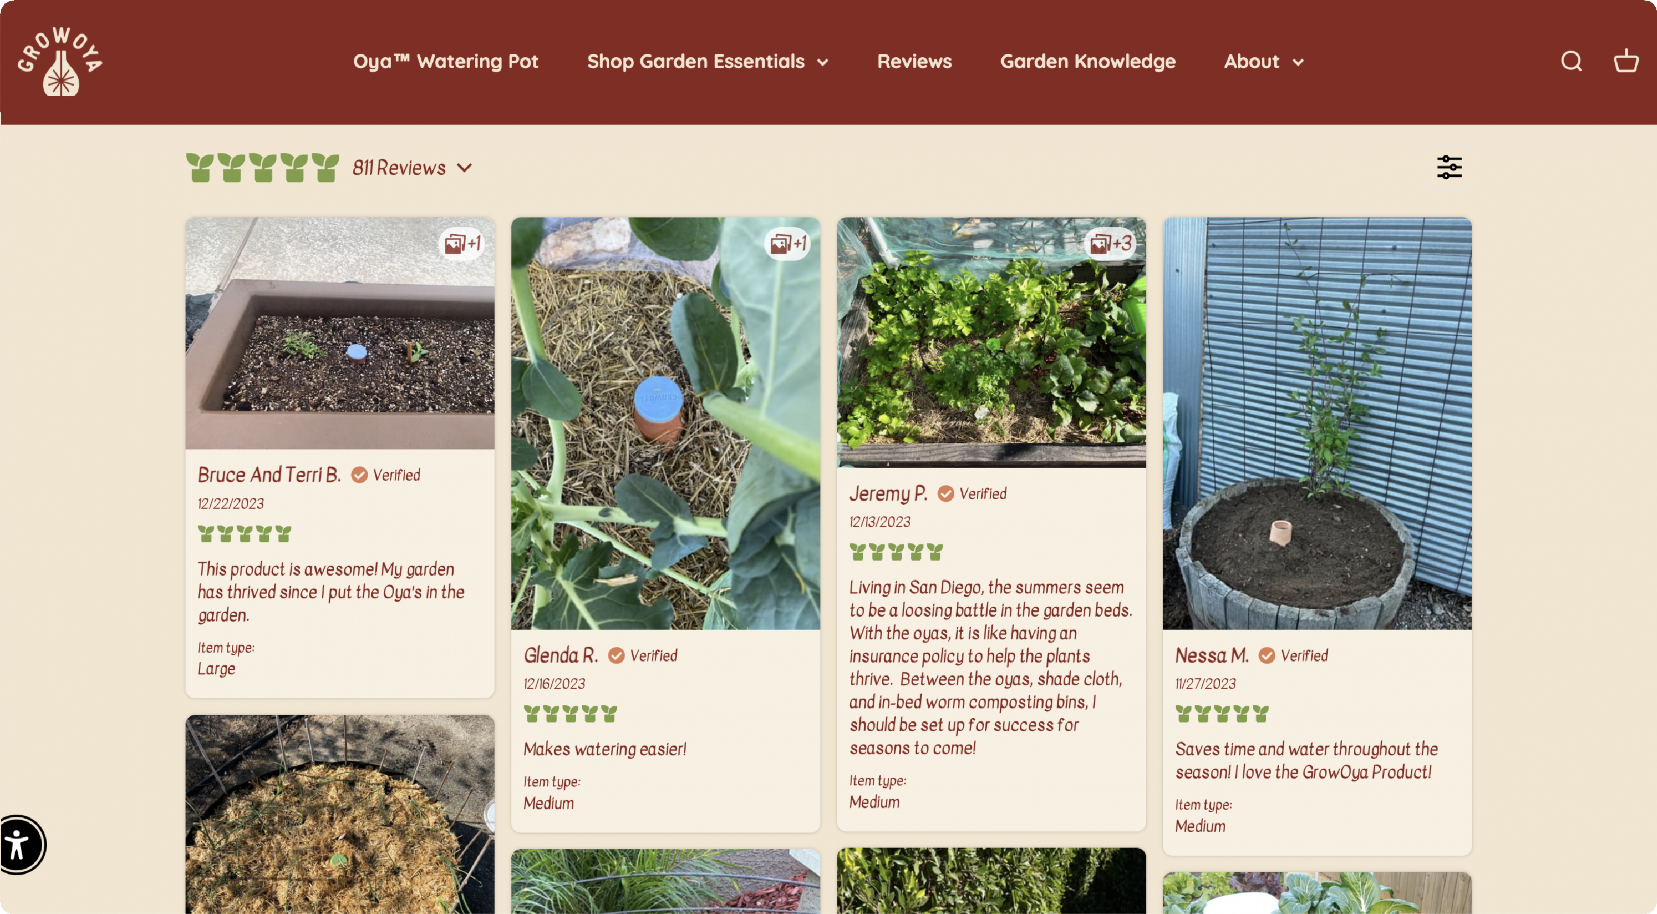 GROWOYA
Oya™ Watering Pot
Shop Garden Essentials
Reviews
Garden Knowledge
About
811 Reviews
+1
Bruce And Terri B.
Verified
12/22/2023
This product is awesome! My garden
has thrived since I put the Oya's in the
garden.
Item type:
Large
+1
Glenda R.
Verified
12/16/2023
Makes watering easier!
Item type:
Medium
+3
Jeremy P.
Verified
12/13/2023
Living in San Diego, the summers seem
to be a loosing battle in the garden beds.
With the oyas, it is like having an
insurance policy to help the plants
thrive. Between the oyas, shade cloth,
and in-bed worm composting bins, I
should be set up for success for
seasons to come!
Item type:
Medium
Nessa M.
Verified
11/27/2023
Saves time and water throughout the
season! I love the GrowOya Product!
Item type:
Medium